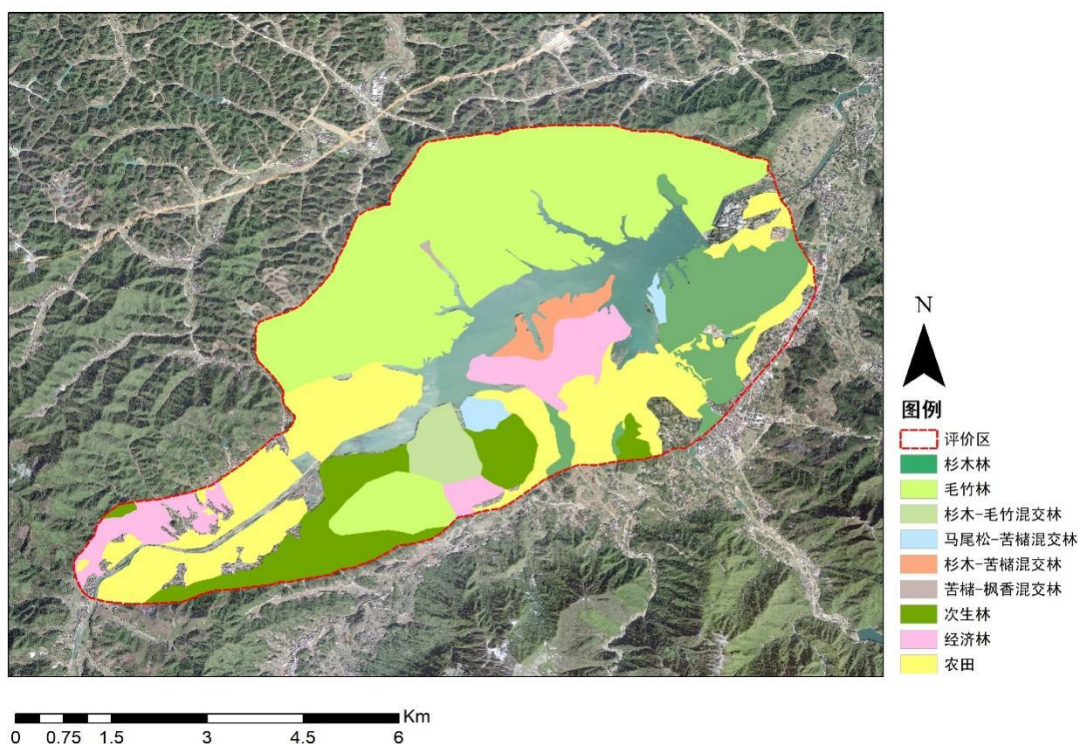 N
图例
评价区
杉木林
毛竹林
杉木-毛竹混交林
马尾松-苦槠混交林
杉木-苦槠混交林
苦槠-枫香混交林
次生林
经济林
农田
Km
0 0.75 1.5 3 4.5 6